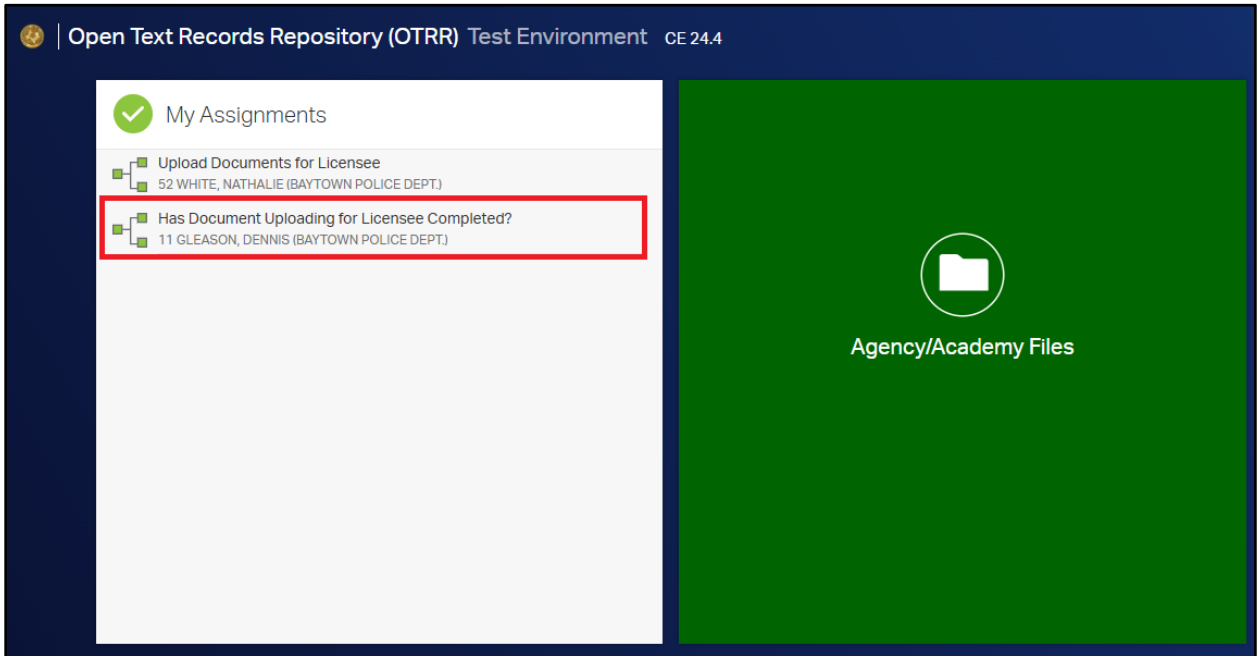 Open Text Records Repository (OTRR) Test Environment CE 24.4
My Assignments
Upload Documents for Licensee
52 WHITE, NATHALIE (BAYTOWN POLICE DEPT.)
Has Document Uploading for Licensee Completed?
11 GLEASON, DENNIS (BAYTOWN POLICE DEPT.)
Agency/Academy Files